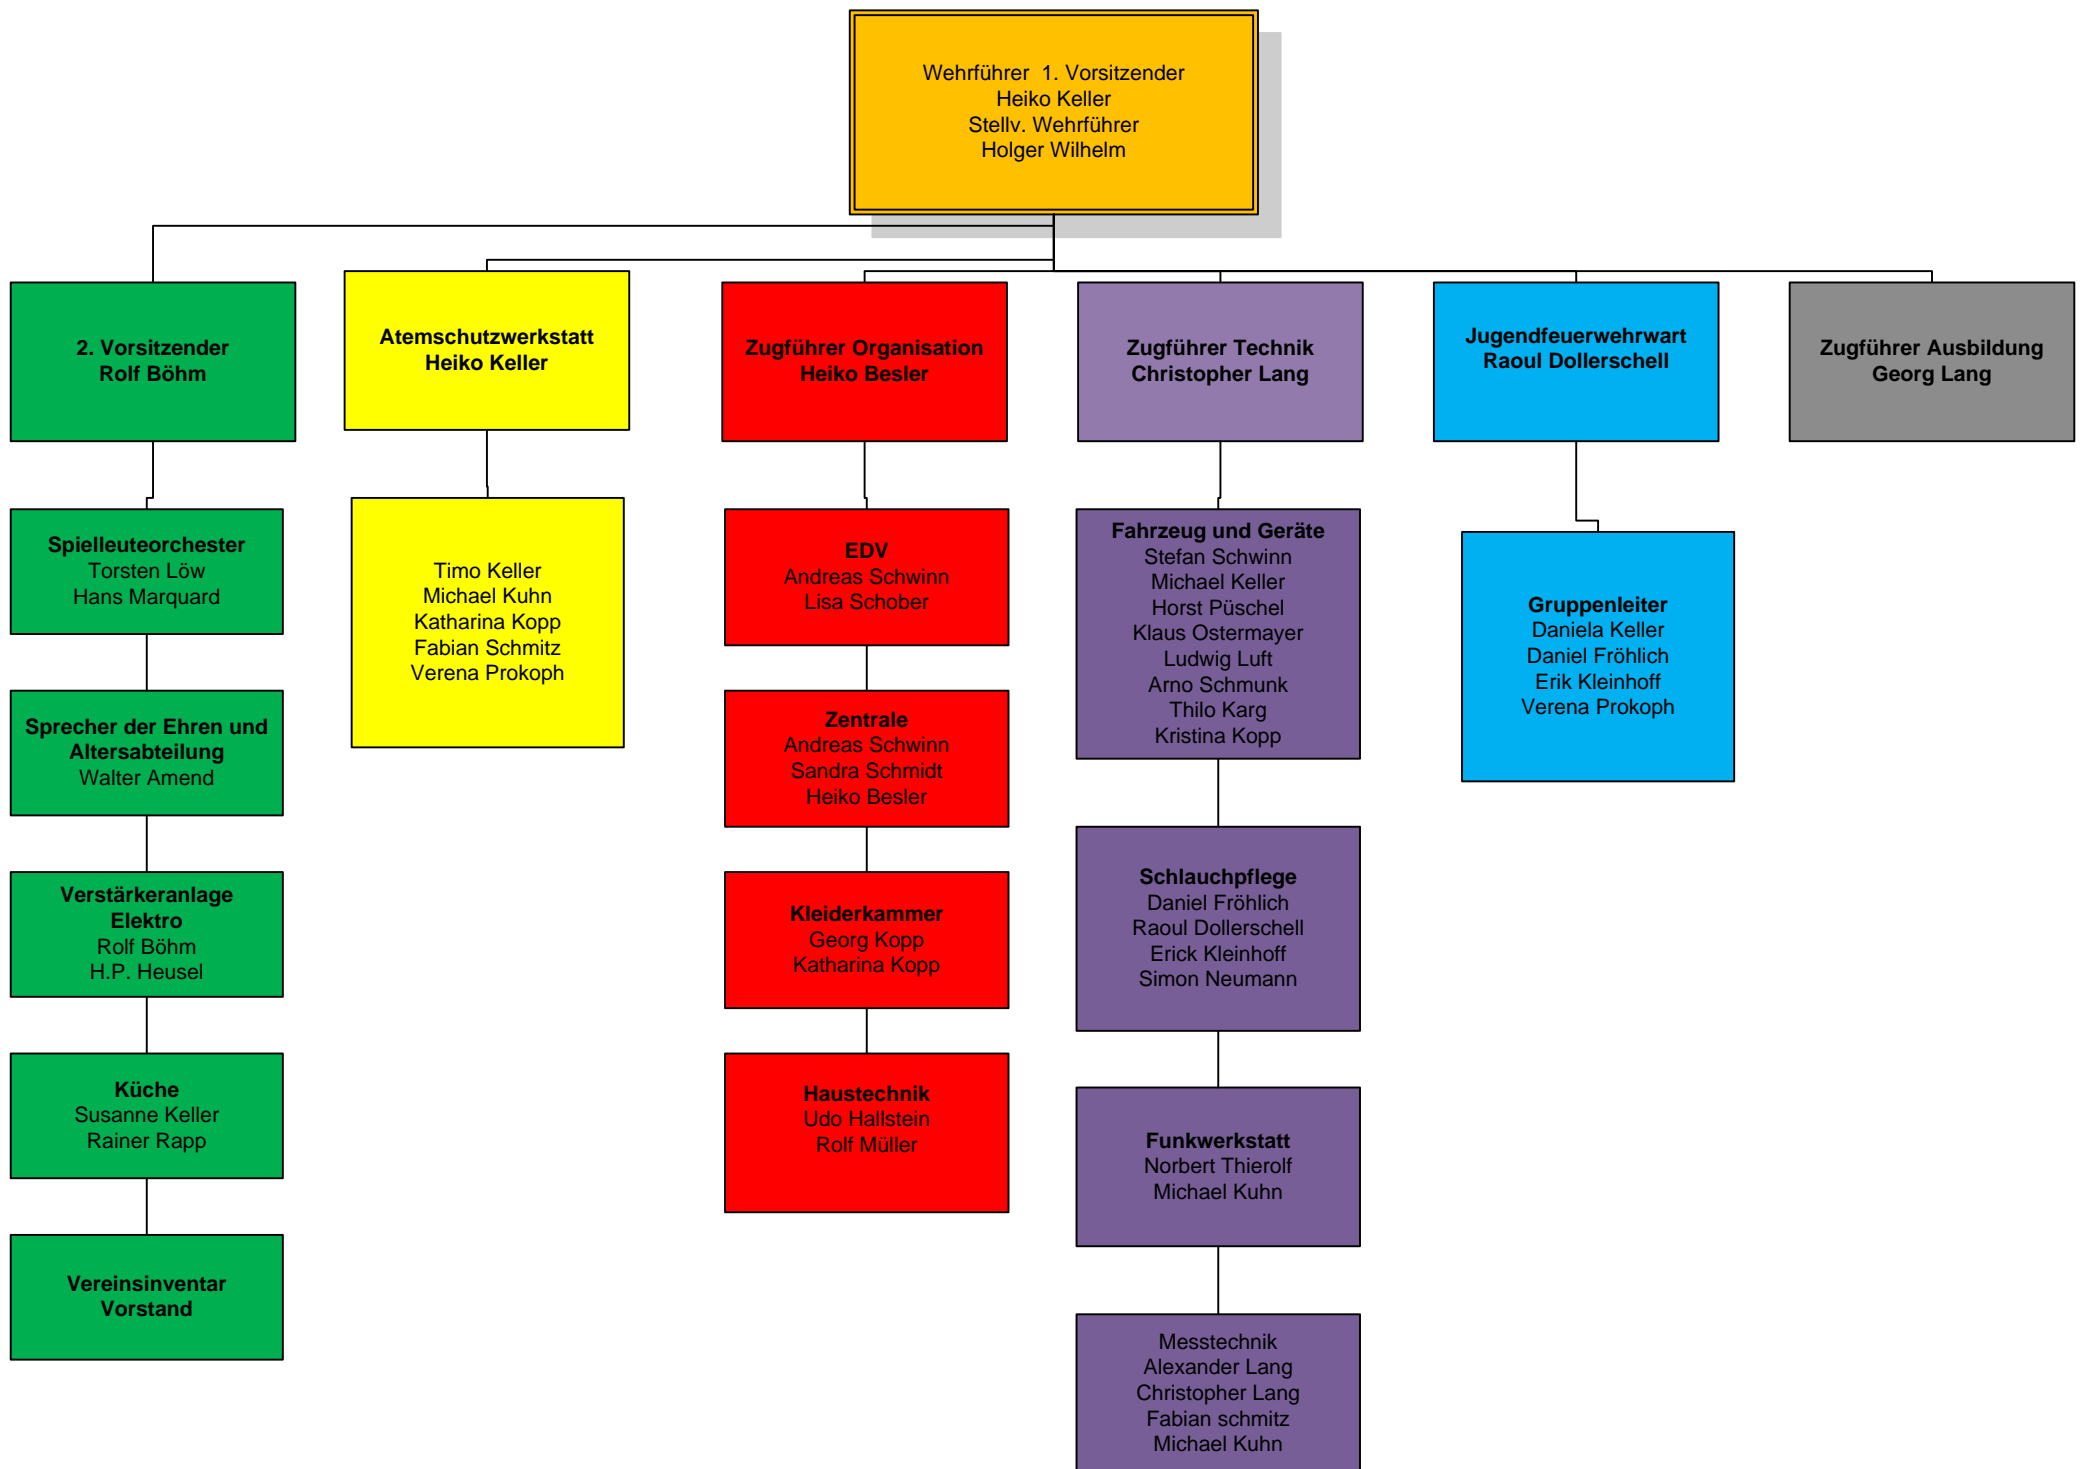 Wehrführer  1. Vorsitzender
Heiko Keller
Stellv. Wehrführer
Holger Wilhelm
2. Vorsitzender
Rolf Böhm
Atemschutzwerkstatt
Heiko Keller
Zugführer Organisation
Heiko Besler
Zugführer Technik
Christopher Lang
Jugendfeuerwehrwart
Raoul Dollerschell
Zugführer Ausbildung
Georg Lang
Spielleuteorchester
Torsten Löw
Hans Marquard
Sprecher der Ehren und
Altersabteilung
Walter Amend
Verstärkeranlage
Elektro
Rolf Böhm
H.P. Heusel
Küche
Susanne Keller
Rainer Rapp
Vereinsinventar
Vorstand
Timo Keller
Michael Kuhn
Katharina Kopp
Fabian Schmitz
Verena Prokoph
EDV
Andreas Schwinn
Lisa Schober
Zentrale
Andreas Schwinn
Sandra Schmidt
Heiko Besler
Kleiderkammer
Georg Kopp
Katharina Kopp
Haustechnik
Udo Hallstein
Rolf Müller
Fahrzeug und Geräte
Stefan Schwinn
Michael Keller
Horst Püschel
Klaus Ostermayer
Ludwig Luft
Arno Schmunk
Thilo Karg
Kristina Kopp
Schlauchpflege
Daniel Fröhlich
Raoul Dollerschell
Erick Kleinhoff
Simon Neumann
Funkwerkstatt
Norbert Thierolf
Michael Kuhn
Messtechnik
Alexander Lang
Christopher Lang
Fabian schmitz
Michael Kuhn
Gruppenleiter
Daniela Keller
Daniel Fröhlich
Erik Kleinhoff
Verena Prokoph